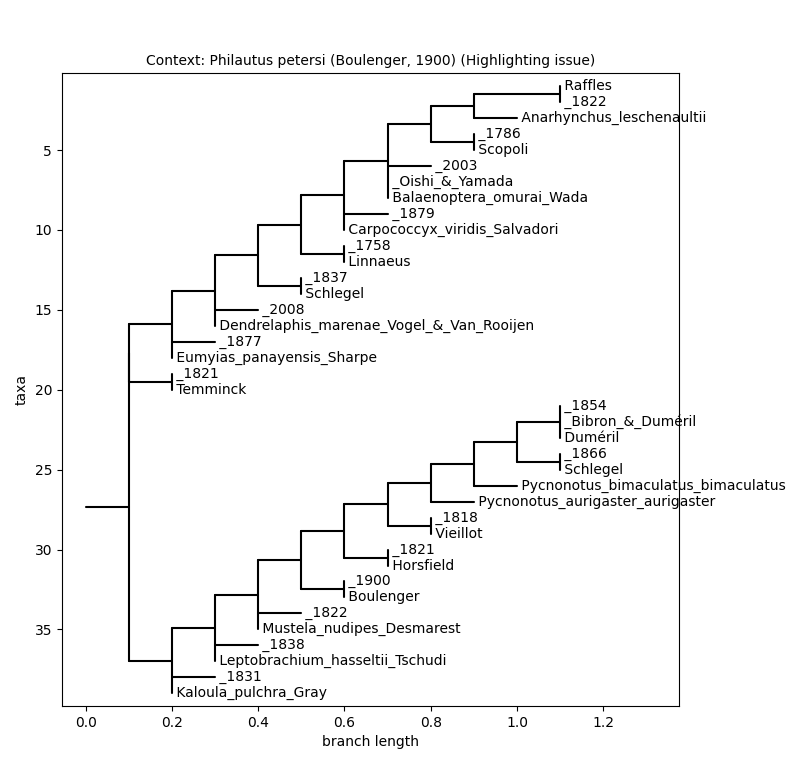 Context: Philautus petersi (Boulenger, 1900) (Highlighting issue)
Raffles
_1822
Anarhynchus_leschenaultii
_1786
Scopoli
_2003
_Oishi_&_Yamada
Balaenoptera_omurai_Wada
_1879
Carpococcyx_viridis_Salvadori
_1758
Linnaeus
_1837
Schlegel
_2008
Dendrelaphis_marenae_Vogel_&_Van_Rooijen
_1877
Eumyias_panayensis_Sharpe
_1821
Temminck
_1854
_Bibron_&_Duméril
Duméril
_1866
Schlegel
Pycnonotus_bimaculatus_bimaculatus
Pycnonotus_aurigaster_aurigaster
_1818
Vieillot
_1821
Horsfield
_1900
Boulenger
_1822
Mustela_nudipes_Desmarest
_1838
Leptobrachium_hasseltii_Tschudi
_1831
Kaloula_pulchra_Gray
5
10
15
20
25
30
35
taxa
0.0 0.2 0.4 0.6 0.8 1.0 1.2
branch length